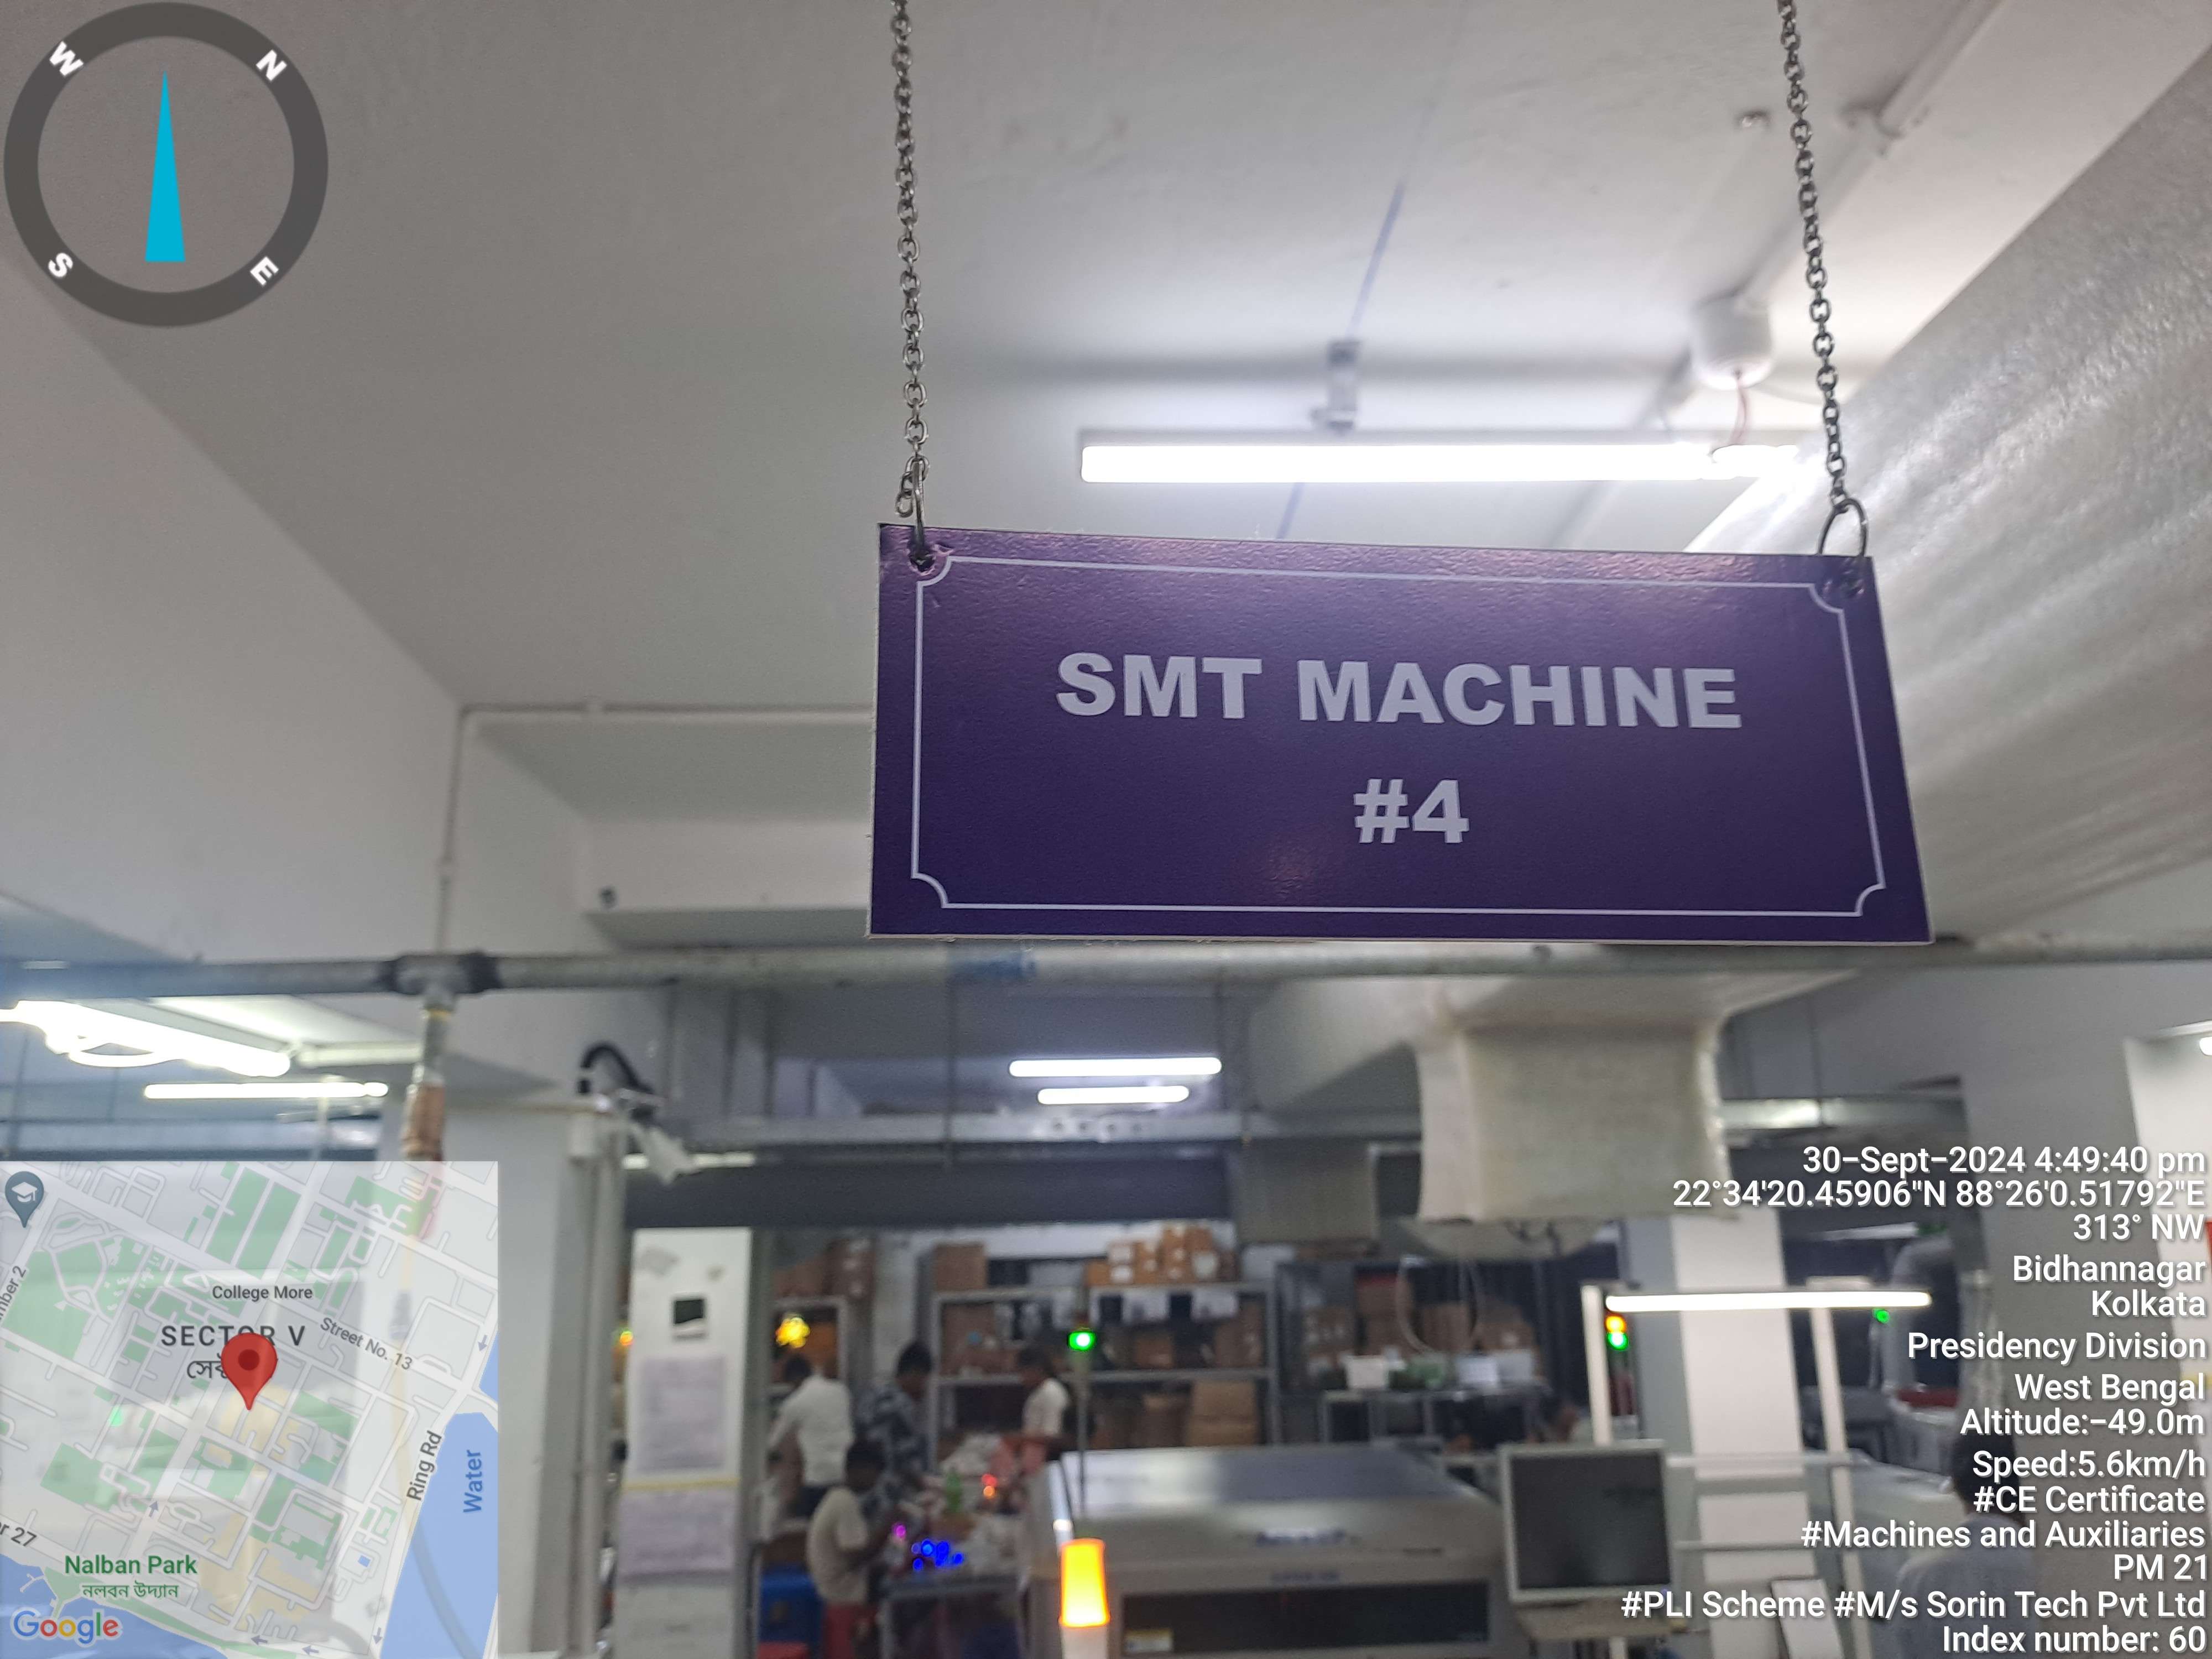 W
N
S
E
SMT MACHINE
#4
30-Sept-2024 4:49:40 pm
22°34'20.45906"N 88°26'0.51792"E
313° NW
Bidhannagar
Kolkata
Presidency Division
West Bengal
Altitude:-49.0m
Speed:5.6km/h
#CE Certificate
#Machines and Auxiliaries
PM 21
#PLI Scheme #M/s Sorin Tech Pvt Ltd
Index number: 60
College More
SECTOR V
Street No. 13
Ring Rd
Water
Nalban Park
নলবন উদ্যান
Google